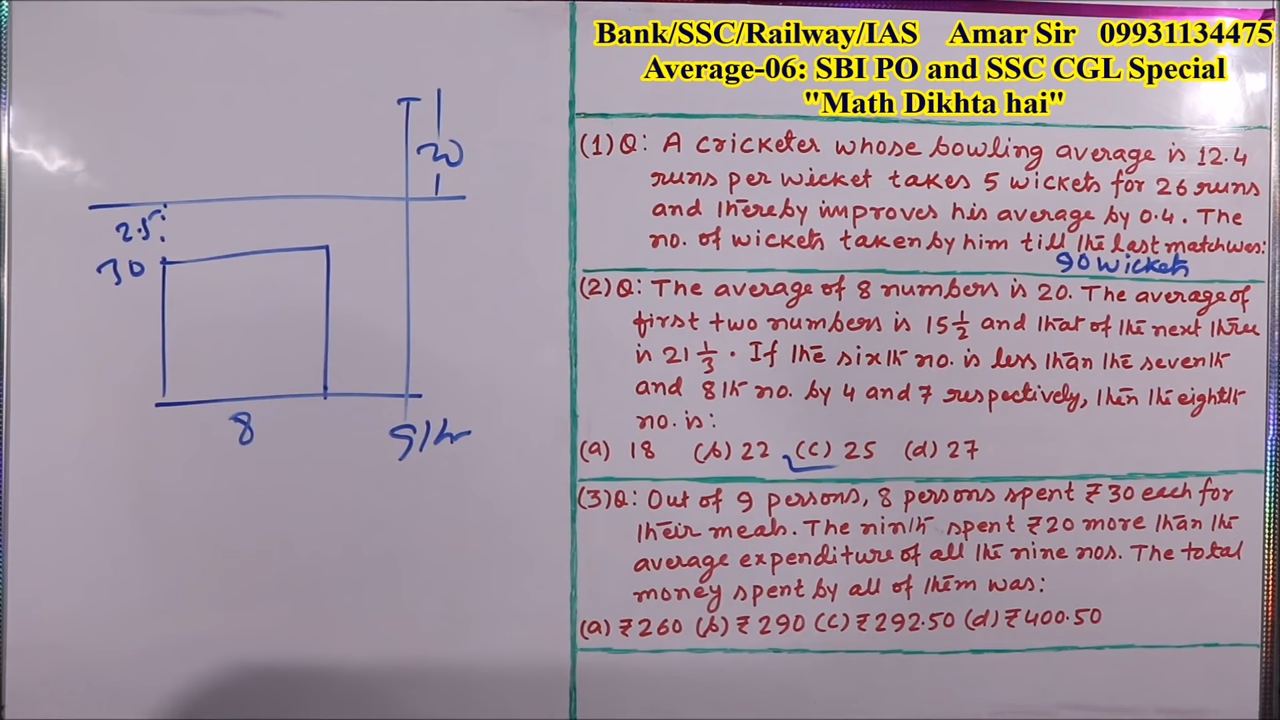 Bank/SSC/Railway/IAS Amar Sir 09931134475
Average-06: SBI PO and SSC CGL Special
"Math Dikhta hai"
20
2.5
30
8
9th
(1)Q: A cricketer whose bowling average is 12.4
runs per wicket takes 5 wickets for 26 runs
and thereby improves his average by 0.4. The
no. of wickets taken by him till the last match was:
90 wickets
(2)Q: The average of 8 numbers is 20. The average of
first two numbers is 15 1/2 and that of the next three
is 21 1/3. If the sixth no. is less than the seventh
and 8th no. by 4 and 7 respectively, then the eighth
no. is:
(a) 18 (b) 22 (c) 25 (d) 27
(3)Q: Out of 9 persons, 8 persons spent ₹30 each for
their meals. The ninth spent ₹20 more than the
average expenditure of all the nine nos. The total
money spent by all of them was:
(a) ₹260 (b) ₹290 (c) ₹292.50 (d) ₹400.50